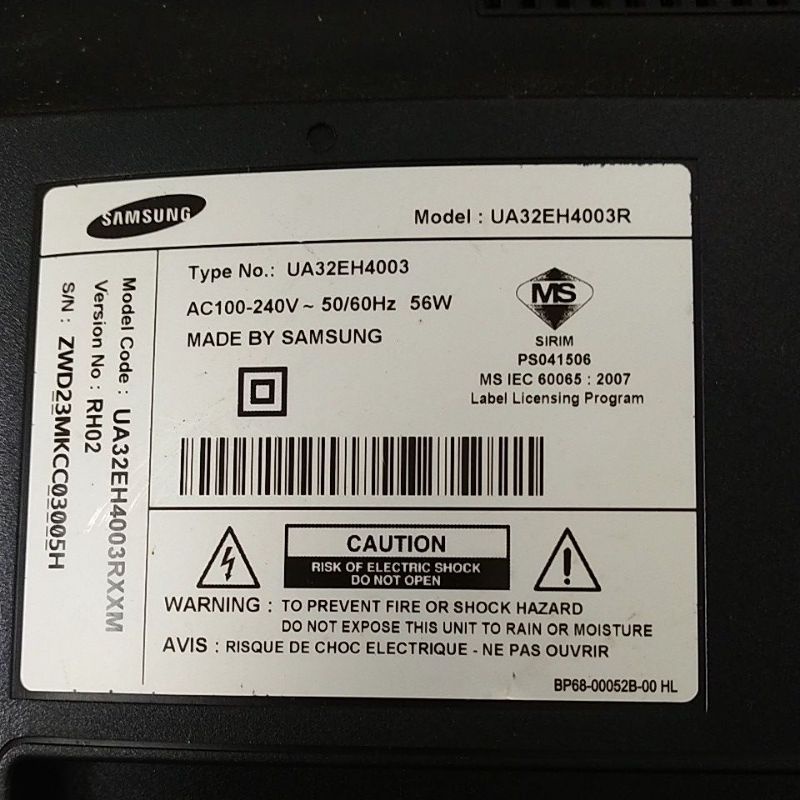 SAMSUNG
Model : UA32EH4003R
Type No.: UA32EH4003
AC100-240V ~ 50/60Hz 56W
MADE BY SAMSUNG
MS
SIRIM
PS041506
MS IEC 60065 : 2007
Label Licensing Program
Model Code : UA32EH4003RXXM
Version No : RH02
S/N : ZWD23MKCC03005H
CAUTION
RISK OF ELECTRIC SHOCK
DO NOT OPEN
WARNING : TO PREVENT FIRE OR SHOCK HAZARD
DO NOT EXPOSE THIS UNIT TO RAIN OR MOISTURE
AVIS : RISQUE DE CHOC ELECTRIQUE - NE PAS OUVRIR
BP68-00052B-00 HL